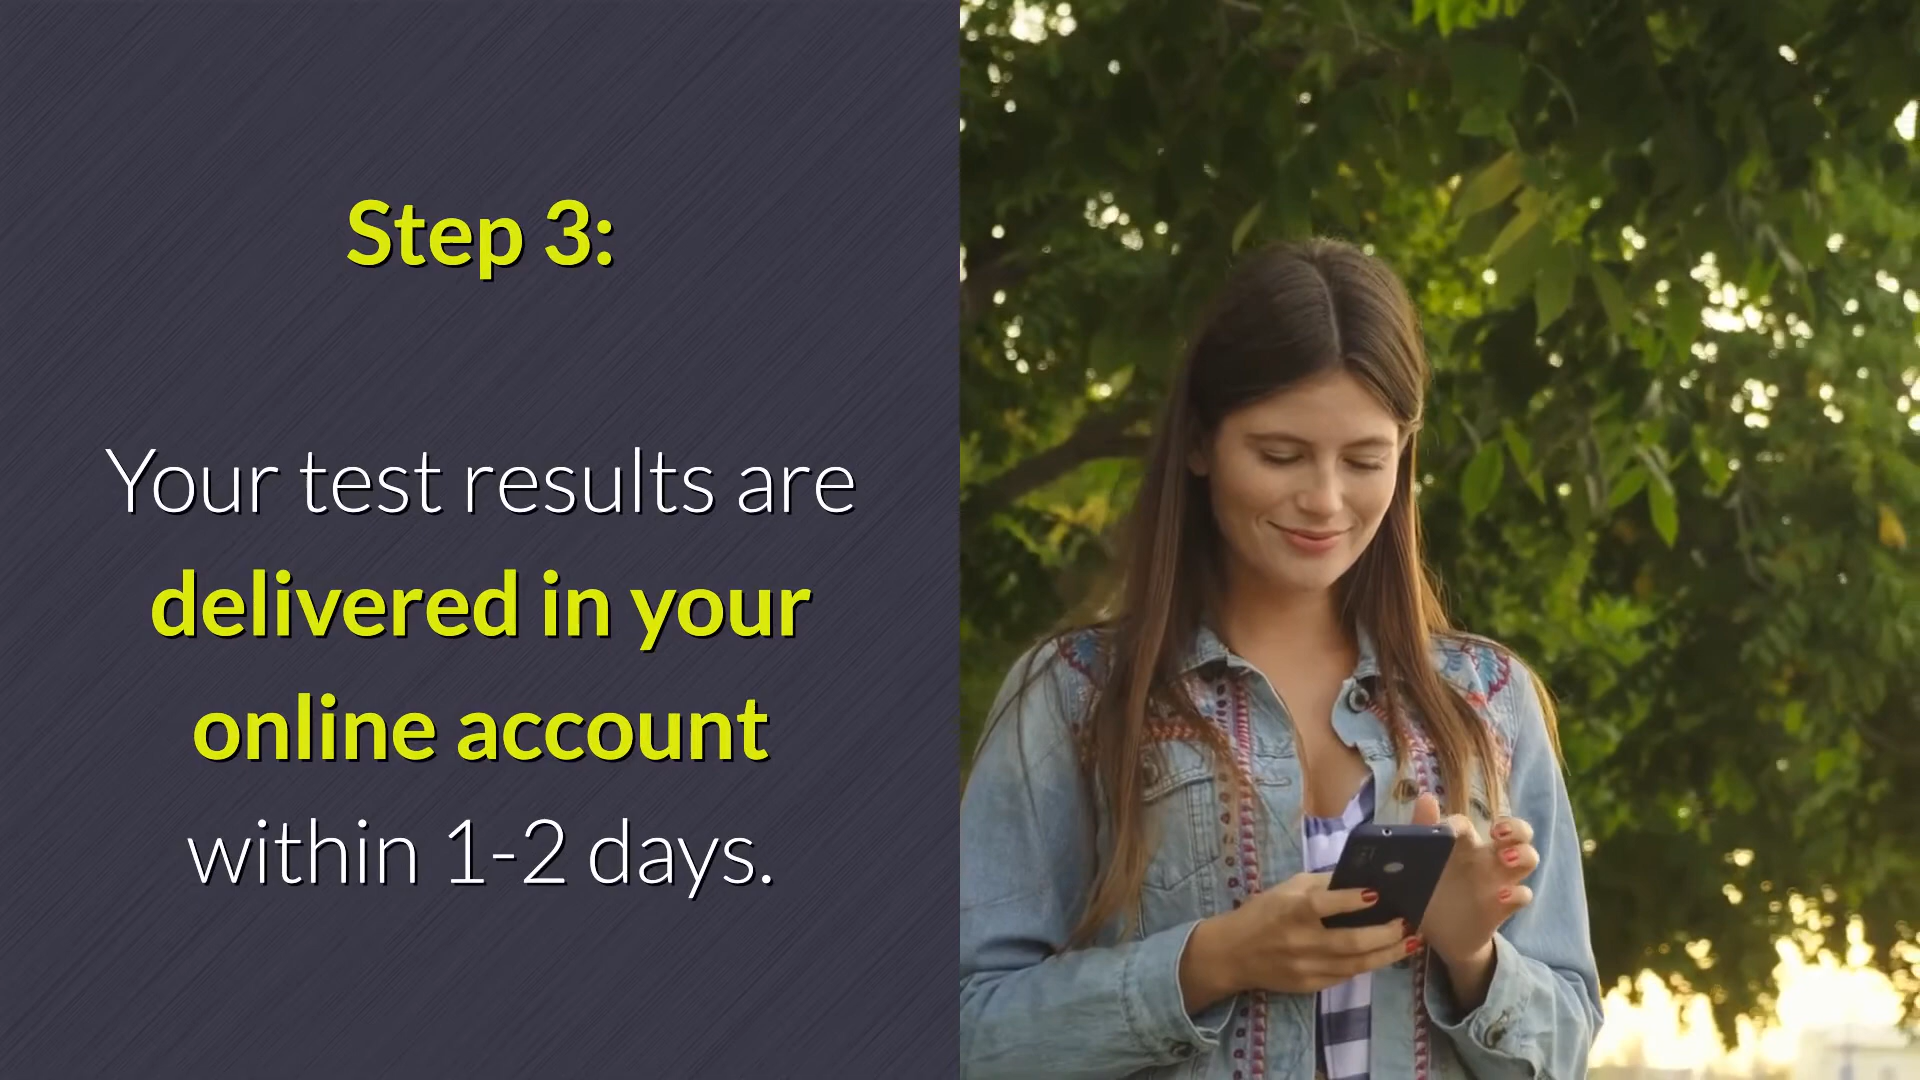 Step 3:
Your test results are
delivered in your
online account
within 1-2 days.